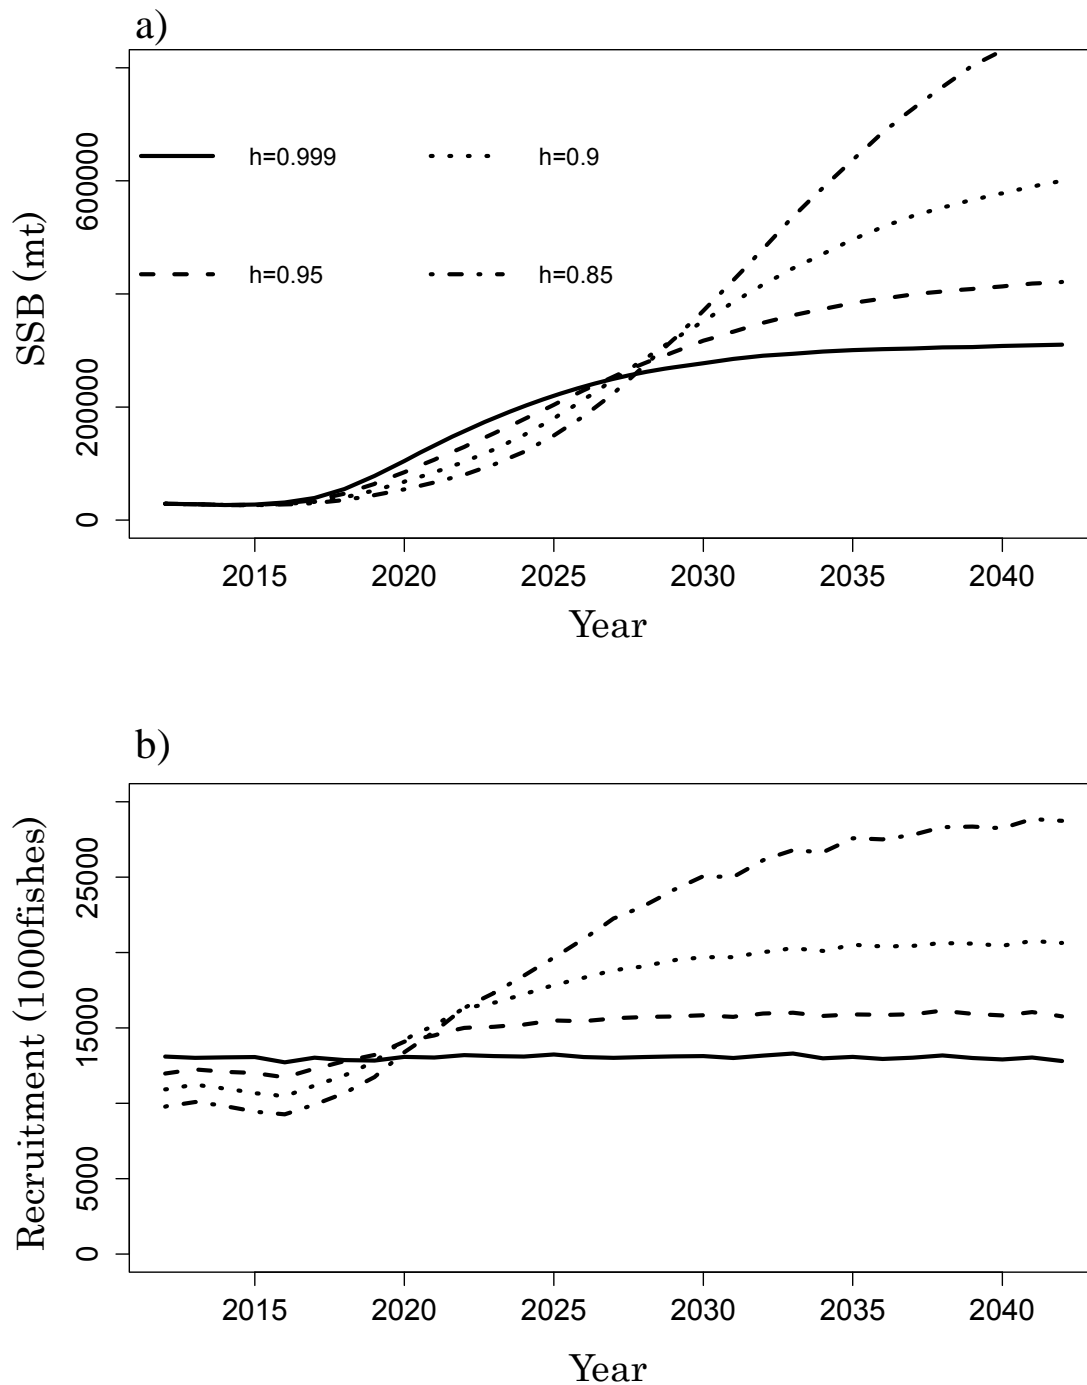 a)
SSB (mt)
600000
200000
0
h=0.999
h=0.9
h=0.95
h=0.85
2015 2020 2025 2030 2035 2040
Year
b)
Recruitment (1000fishes)
25000
15000
5000
0
2015 2020 2025 2030 2035 2040
Year